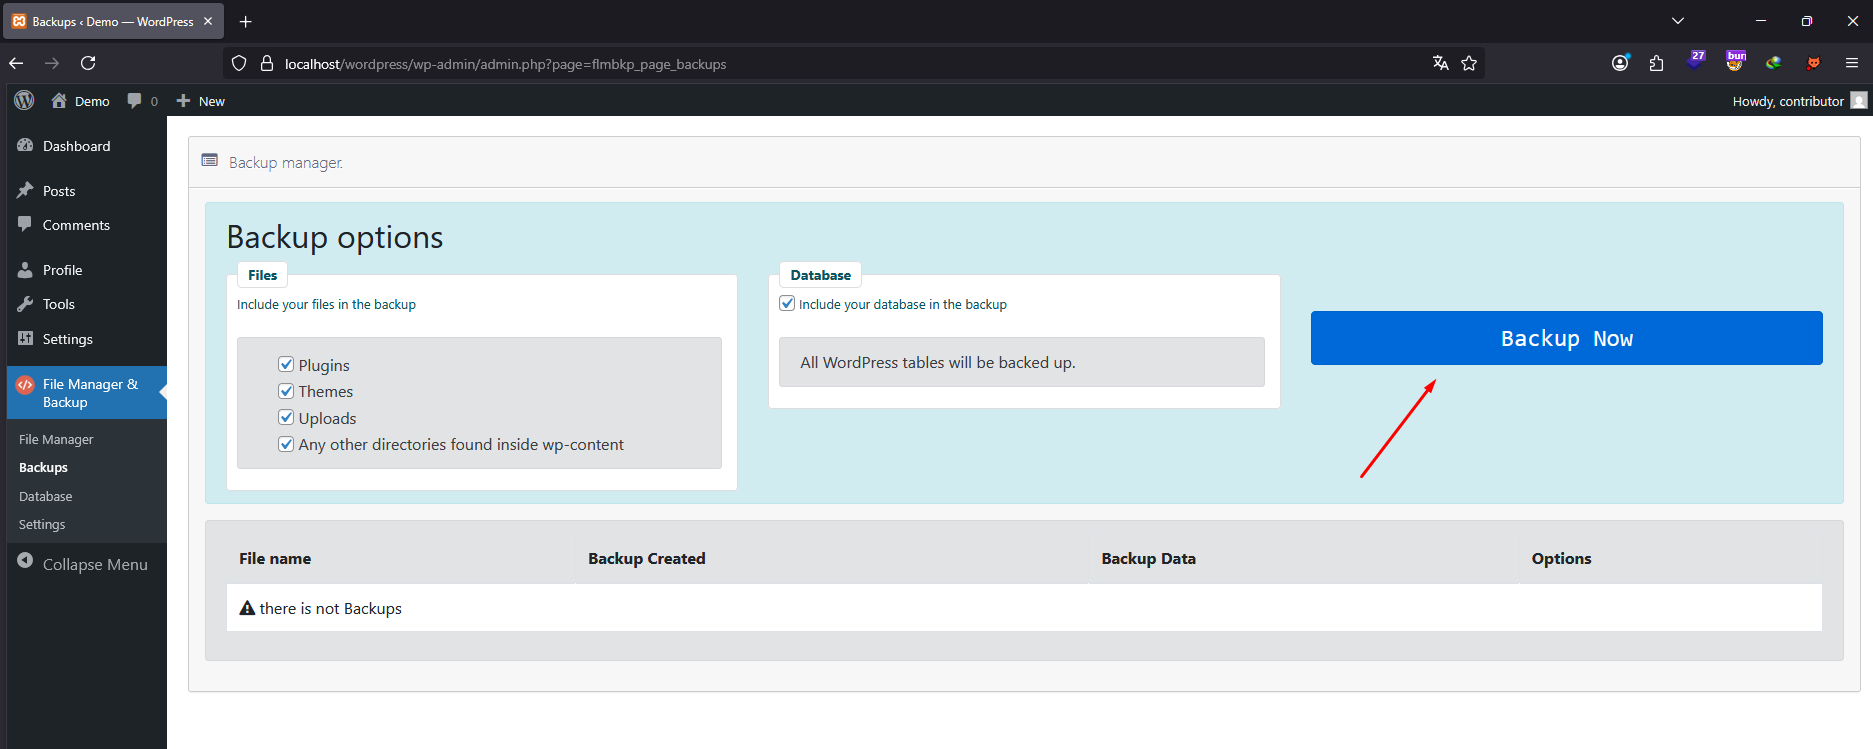 Backups ‹ Demo — WordPress
localhost/wordpress/wp-admin/admin.php?page=flmbkp_page_backups
27
bur
Demo
0
New
Howdy, contributor
Dashboard
Posts
Comments
Profile
Tools
Settings
File Manager &
Backup
File Manager
Backups
Database
Settings
Collapse Menu
Backup manager.
Backup options
Files
Include your files in the backup
Plugins
Themes
Uploads
Any other directories found inside wp-content
Database
Include your database in the backup
All WordPress tables will be backed up.
Backup Now
File name Backup Created Backup Data Options
there is not Backups